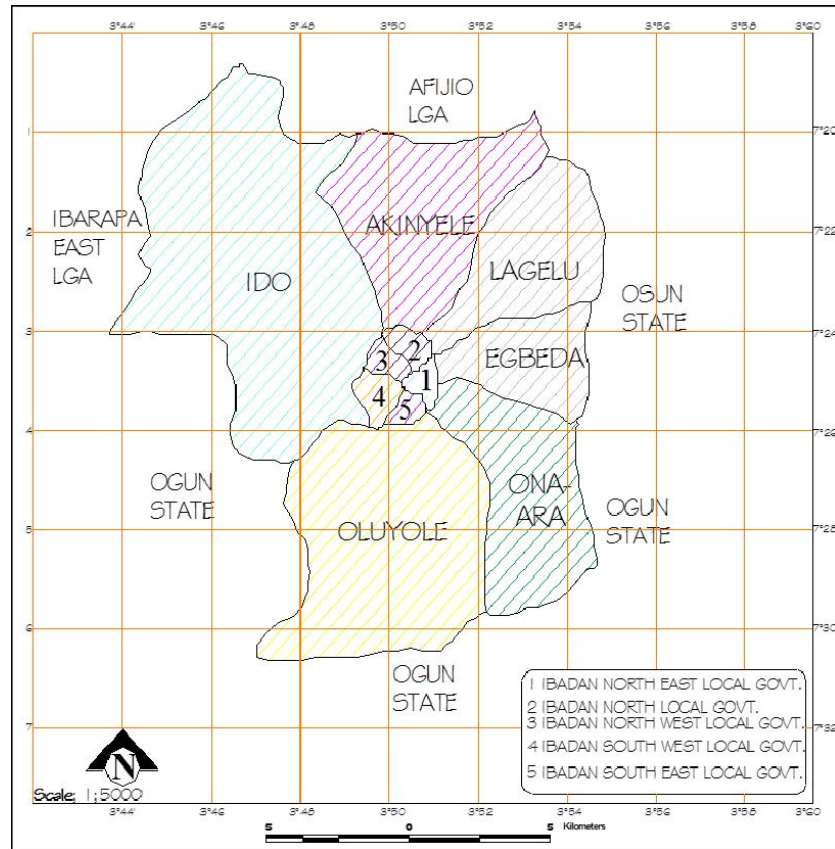 3°44' 3°46' 3°48' 3°50' 3°52' 3°54' 3°56' 3°58' 3°60'
AFIJIO
LGA
1 7°20'
IBARAPA
EAST
LGA
AKINYELE
2 7°22'
IDO
LAGELU
OSUN
STATE
3 7°24'
EGBEDA
2
3
1
4
5
4 7°26'
OGUN
STATE
ONA-
ARA
OGUN
STATE
OLUYOLE
5 7°28'
6 7°30'
OGUN
STATE
1 IBADAN NORTH EAST LOCAL GOVT.
2 IBADAN NORTH LOCAL GOVT.
3 IBADAN NORTH WEST LOCAL GOVT.
4 IBADAN SOUTH WEST LOCAL GOVT.
5 IBADAN SOUTH EAST LOCAL GOVT.
7 7°32'
N
Scale; 1;5000
3°44' 3°46' 3°48' 3°50' 3°52' 3°54' 3°56' 3°58' 3°60'
5 0 5 Kilometers